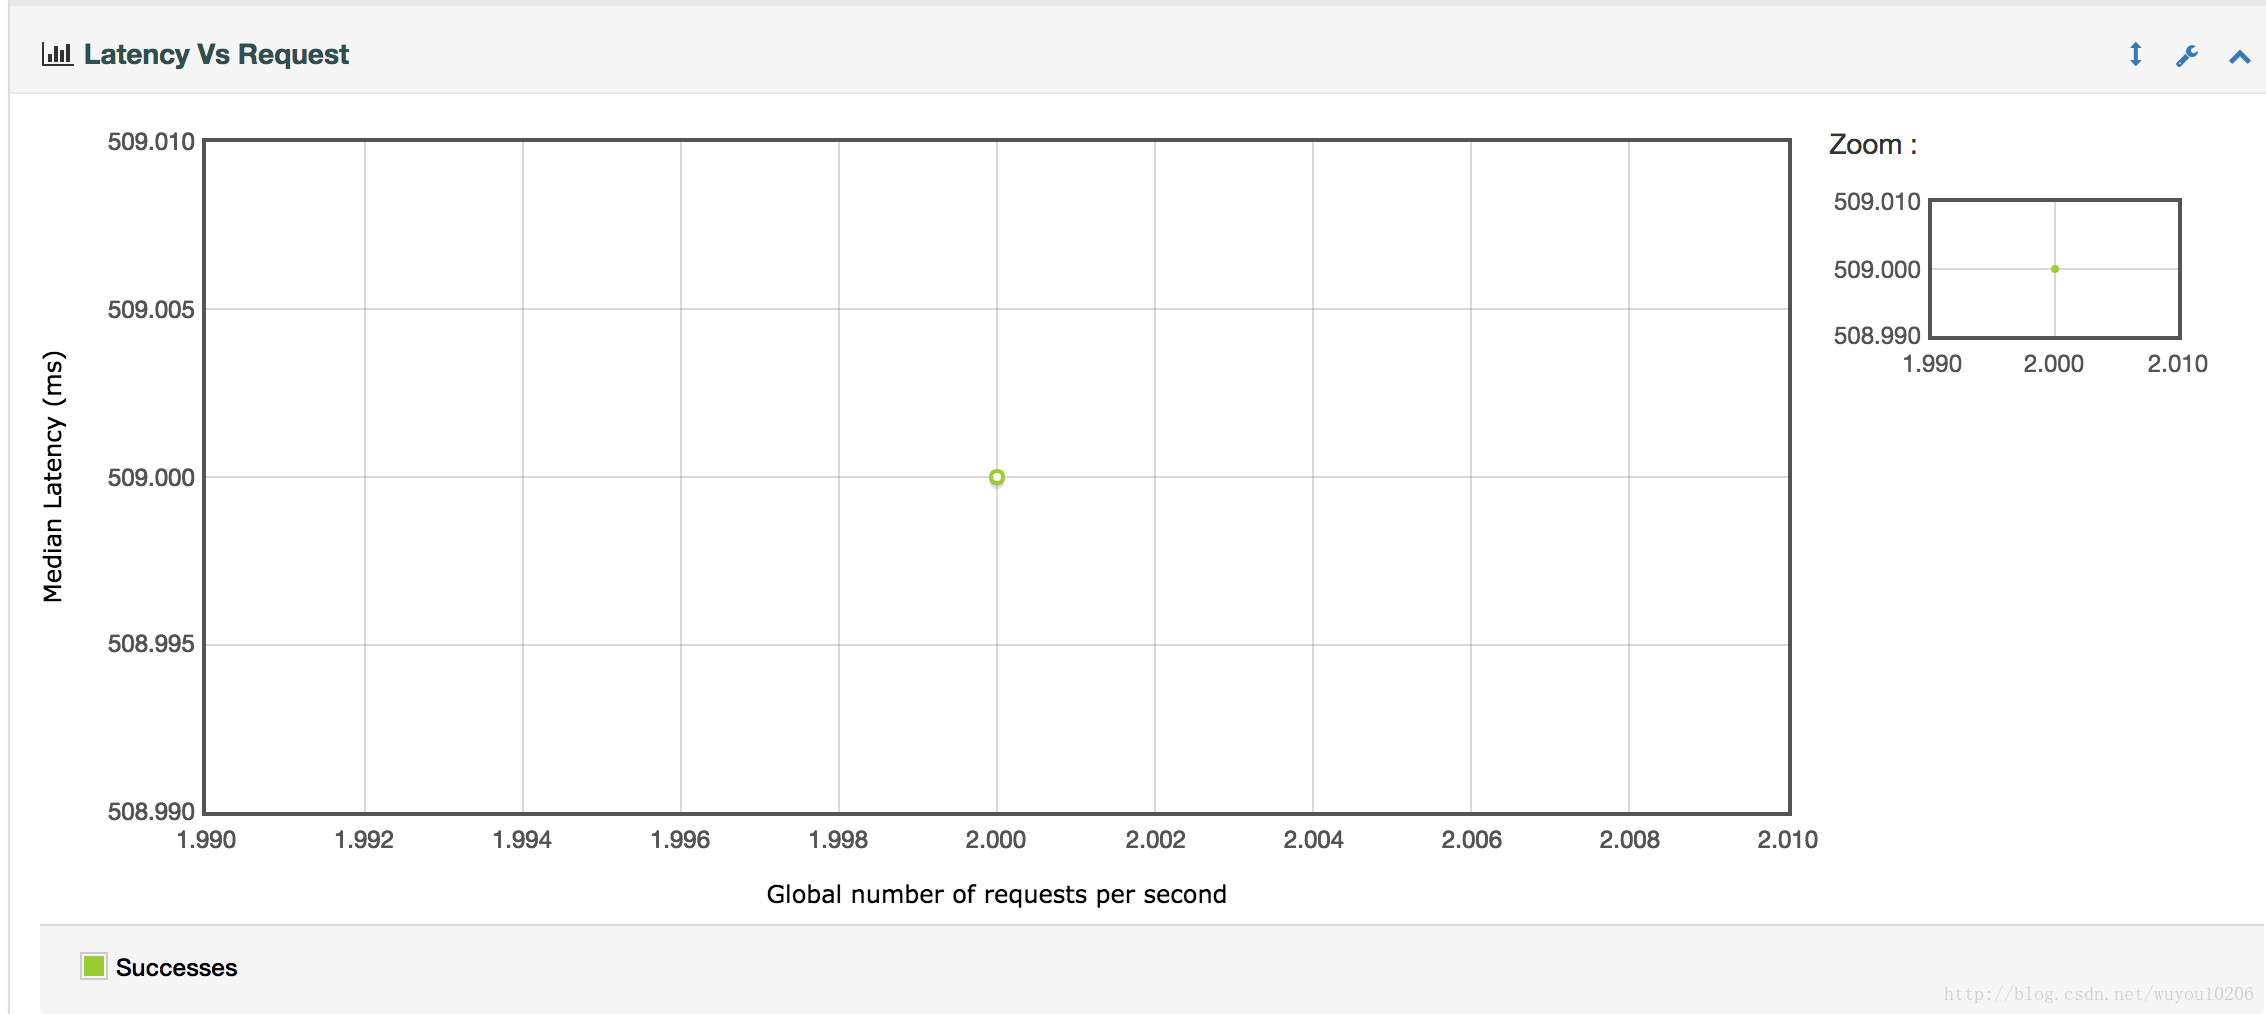 Latency Vs Request
509.010
509.005
509.000
508.995
508.990
Median Latency (ms)
1.990 1.992 1.994 1.996 1.998 2.000 2.002 2.004 2.006 2.008 2.010
Global number of requests per second
Zoom :
509.010
509.000
508.990
1.990 2.000 2.010
Successes
http://blog.csdn.net/wuyou10206